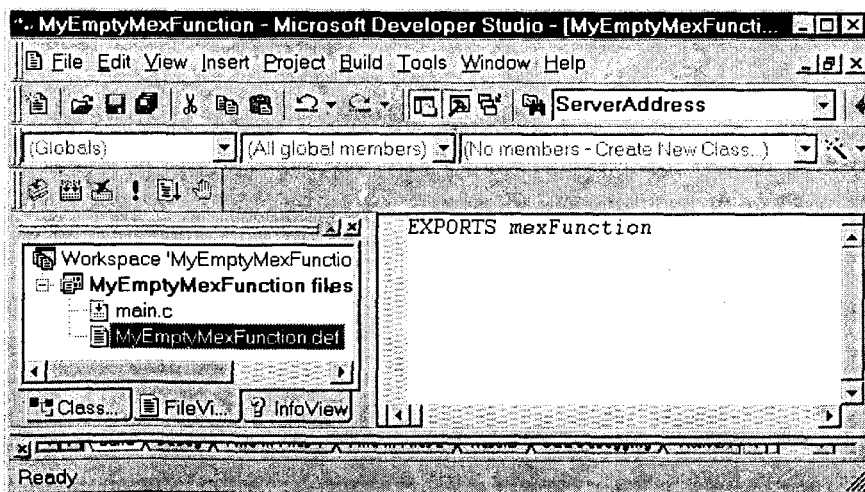 MyEmptyMexFunction - Microsoft Developer Studio - [MyEmptyMexFuncti...
File Edit View Insert Project Build Tools Window Help
ServerAddress
(Globals) (All global members) (No members - Create New Class...)
EXPORTS mexFunction
Workspace 'MyEmptyMexFunctio
MyEmptyMexFunction files
main.c
MyEmptyMexFunction.def
Class... FileVi... InfoView
Ready